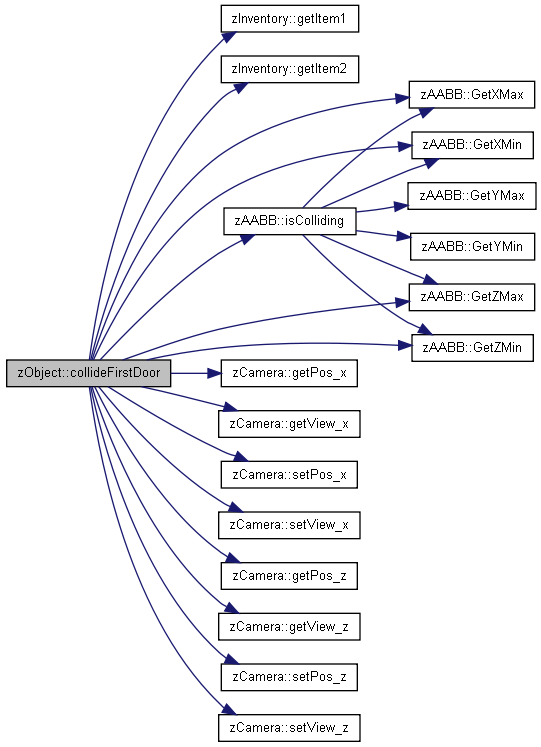 zInventory::getItem1
zInventory::getItem2
zAABB::GetXMax
zAABB::GetXMin
zAABB::GetYMax
zAABB::isColliding
zAABB::GetYMin
zAABB::GetZMax
zAABB::GetZMin
zObject::collideFirstDoor
zCamera::getPos_x
zCamera::getView_x
zCamera::setPos_x
zCamera::setView_x
zCamera::getPos_z
zCamera::getView_z
zCamera::setPos_z
zCamera::setView_z